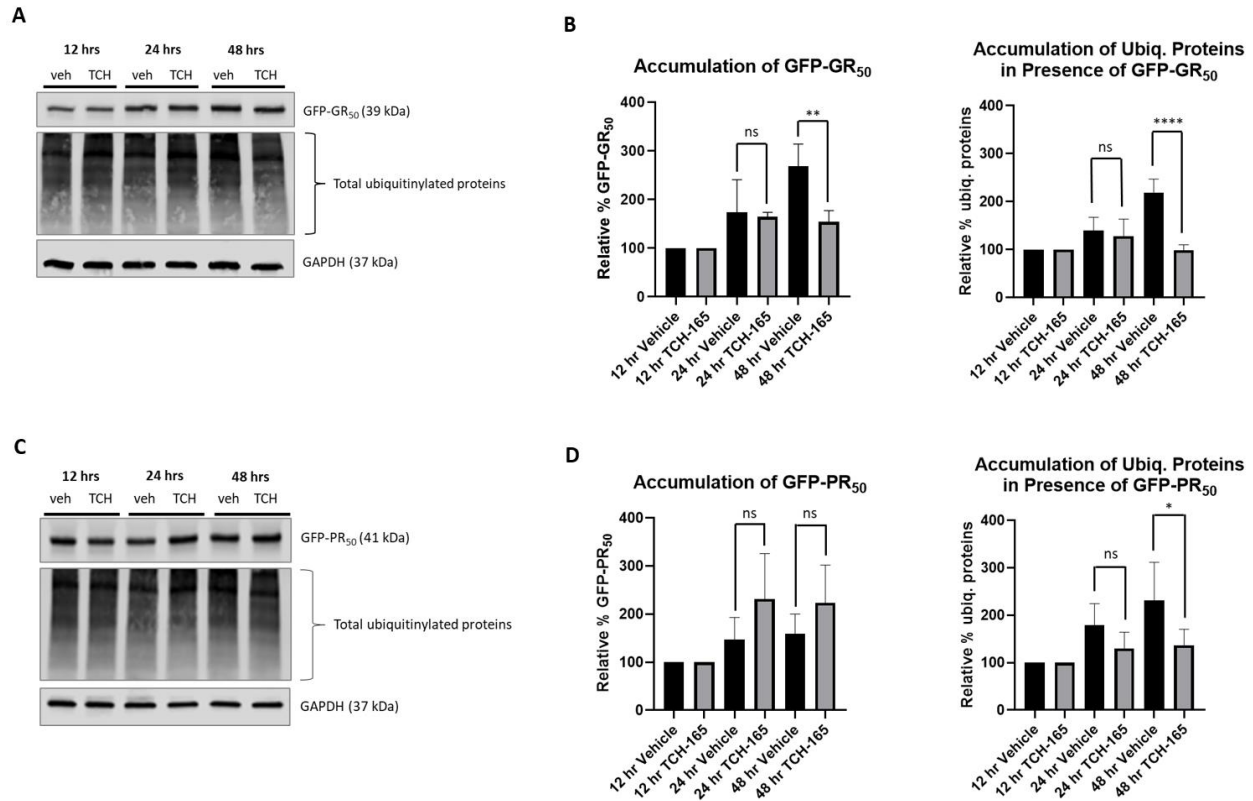 A
12 hrs 24 hrs 48 hrs
veh TCH veh TCH veh TCH
GFP-GR₅₀ (39 kDa)
Total ubiquitinylated proteins
GAPDH (37 kDa)
B
Accumulation of GFP-GR₅₀
Relative % GFP-GR₅₀
400
300
200
100
0
ns
**
12 hr Vehicle
12 hr TCH-165
24 hr Vehicle
24 hr TCH-165
48 hr Vehicle
48 hr TCH-165
Accumulation of Ubiq. Proteins
in Presence of GFP-GR₅₀
Relative % ubiq. proteins
400
300
200
100
0
ns
****
12 hr Vehicle
12 hr TCH-165
24 hr Vehicle
24 hr TCH-165
48 hr Vehicle
48 hr TCH-165
C
12 hrs 24 hrs 48 hrs
veh TCH veh TCH veh TCH
GFP-PR₅₀ (41 kDa)
Total ubiquitinylated proteins
GAPDH (37 kDa)
D
Accumulation of GFP-PR₅₀
Relative % GFP-PR₅₀
400
300
200
100
0
ns
ns
12 hr Vehicle
12 hr TCH-165
24 hr Vehicle
24 hr TCH-165
48 hr Vehicle
48 hr TCH-165
Accumulation of Ubiq. Proteins
in Presence of GFP-PR₅₀
Relative % ubiq. proteins
400
300
200
100
0
ns
*
12 hr Vehicle
12 hr TCH-165
24 hr Vehicle
24 hr TCH-165
48 hr Vehicle
48 hr TCH-165